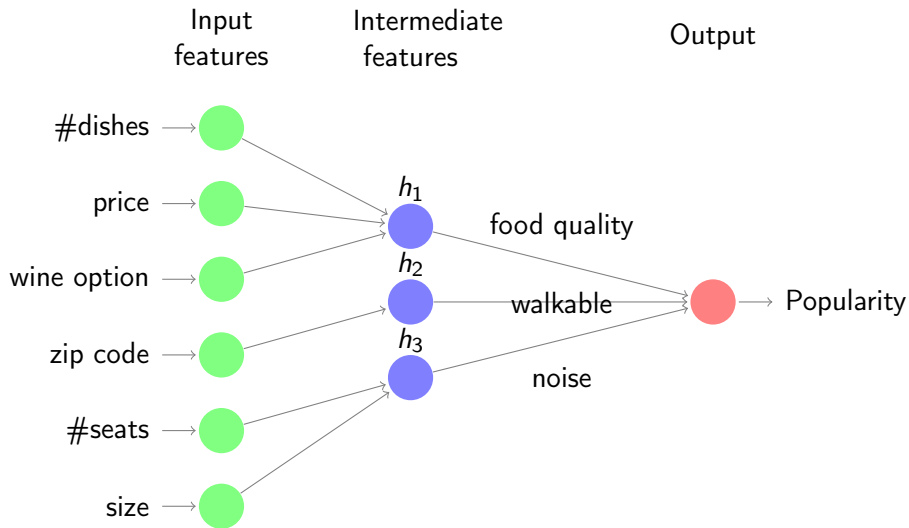 Input
features
Intermediate
features
Output
#dishes
price
wine option
zip code
#seats
size
h1
h2
h3
food quality
walkable
noise
Popularity